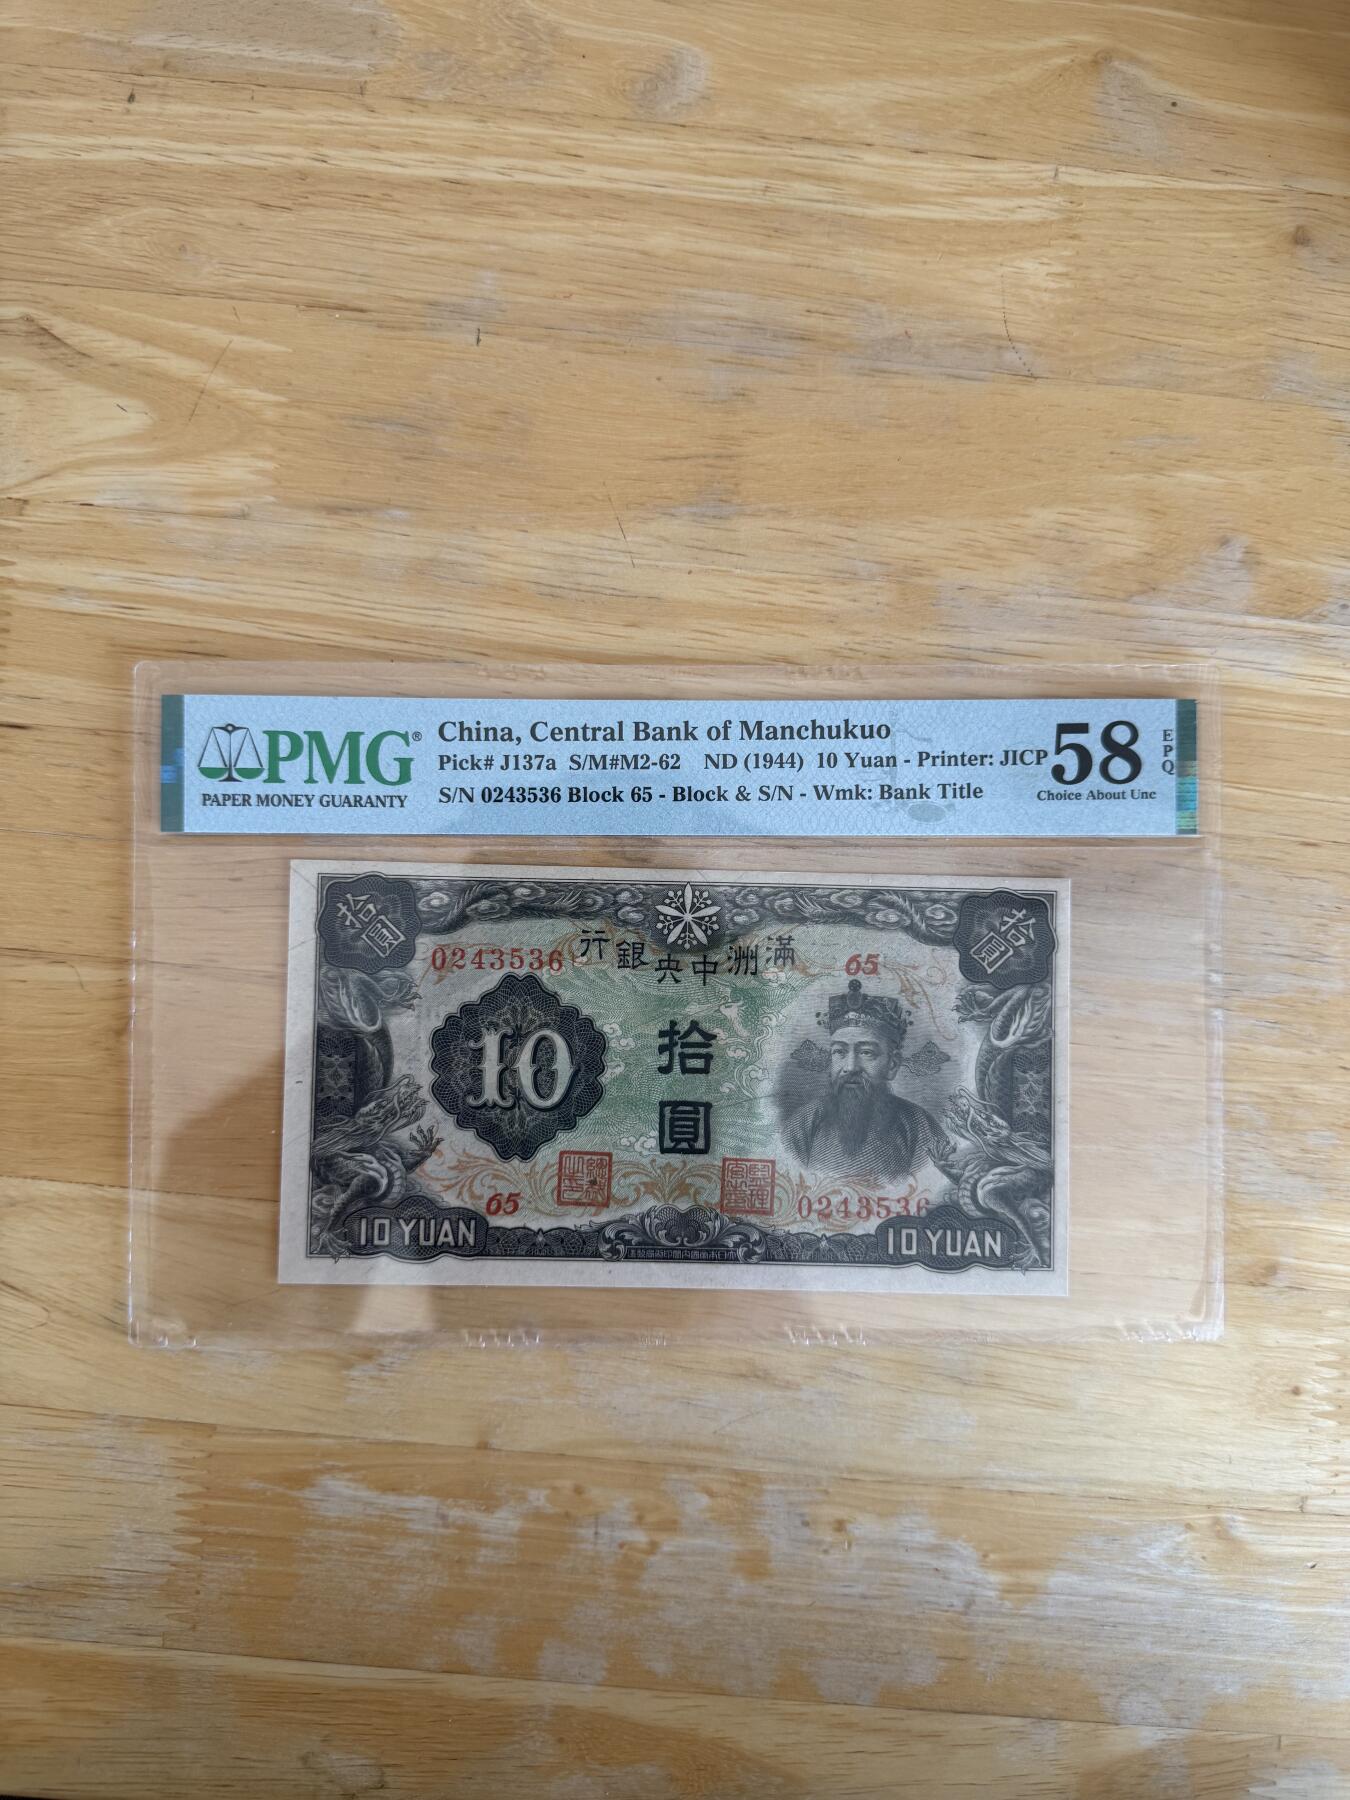 PMG®
PAPER MONEY GUARANTY
China, Central Bank of Manchukuo
Pick# J137a S/M#M2-62 ND (1944) 10 Yuan - Printer: JICP
S/N 0243536 Block 65 - Block & S/N - Wmk: Bank Title
58
EPQ
Choice About Unc
拾圓
拾圓
0243536
行銀央中洲滿
65
10
拾
圓
65
0243536
10 YUAN
10 YUAN